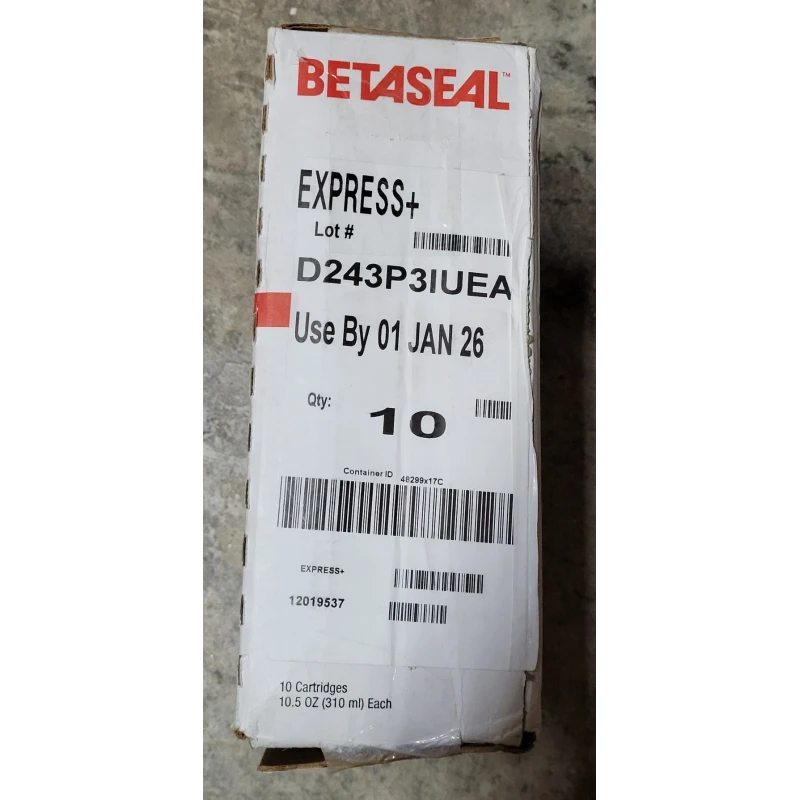 BETASEAL™
EXPRESS+
Lot #
D243P3IUEA
Use By 01 JAN 26
Qty:
10
Container ID 48299x17C
EXPRESS+
12019537
10 Cartridges
10.5 OZ (310 ml) Each